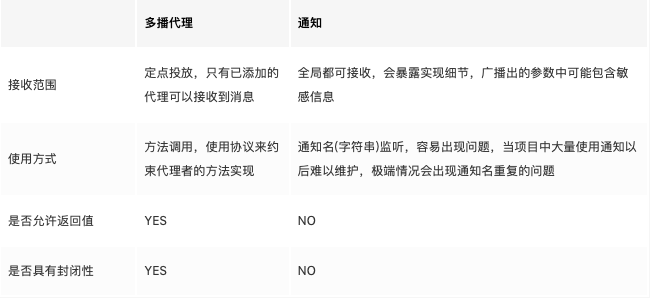 多播代理 通知
接收范围
定点投放，只有已添加的
代理可以接收到消息
全局都可接收，会暴露实现细节，广播出的参数中可能包含敏
感信息
使用方式
方法调用，使用协议来约
束代理者的方法实现
通知名(字符串)监听，容易出现问题，当项目中大量使用通知以
后难以维护，极端情况会出现通知名重复的问题
是否允许返回值 YES NO
是否具有封闭性 YES NO